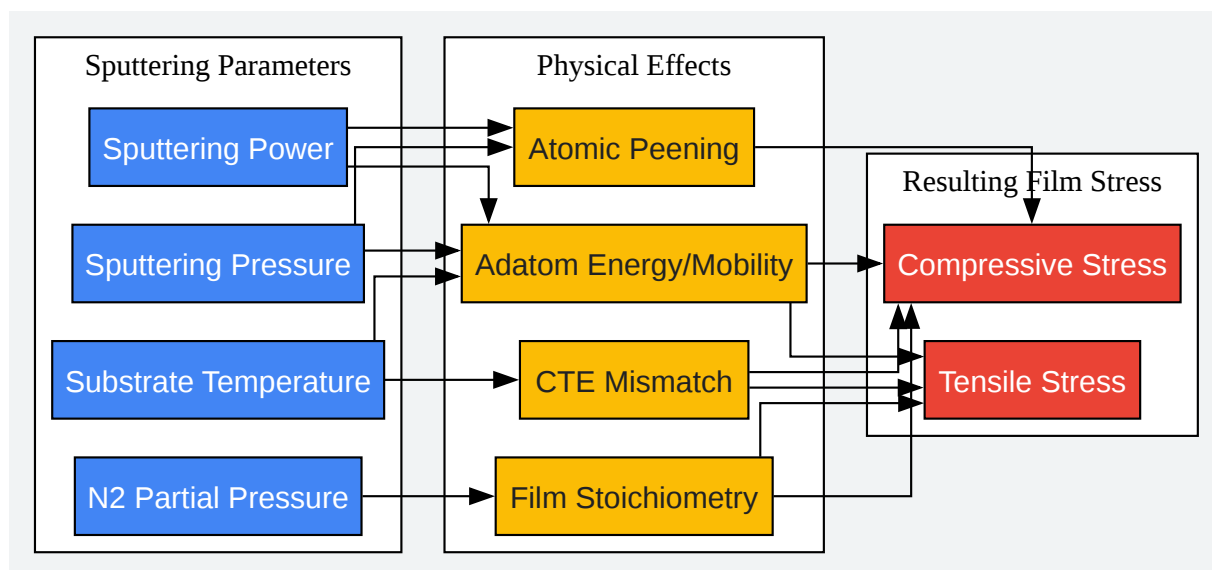 Sputtering Parameters
Sputtering Power
Sputtering Pressure
Substrate Temperature
N2 Partial Pressure
Physical Effects
Atomic Peening
Adatom Energy/Mobility
CTE Mismatch
Film Stoichiometry
Resulting Film Stress
Compressive Stress
Tensile Stress